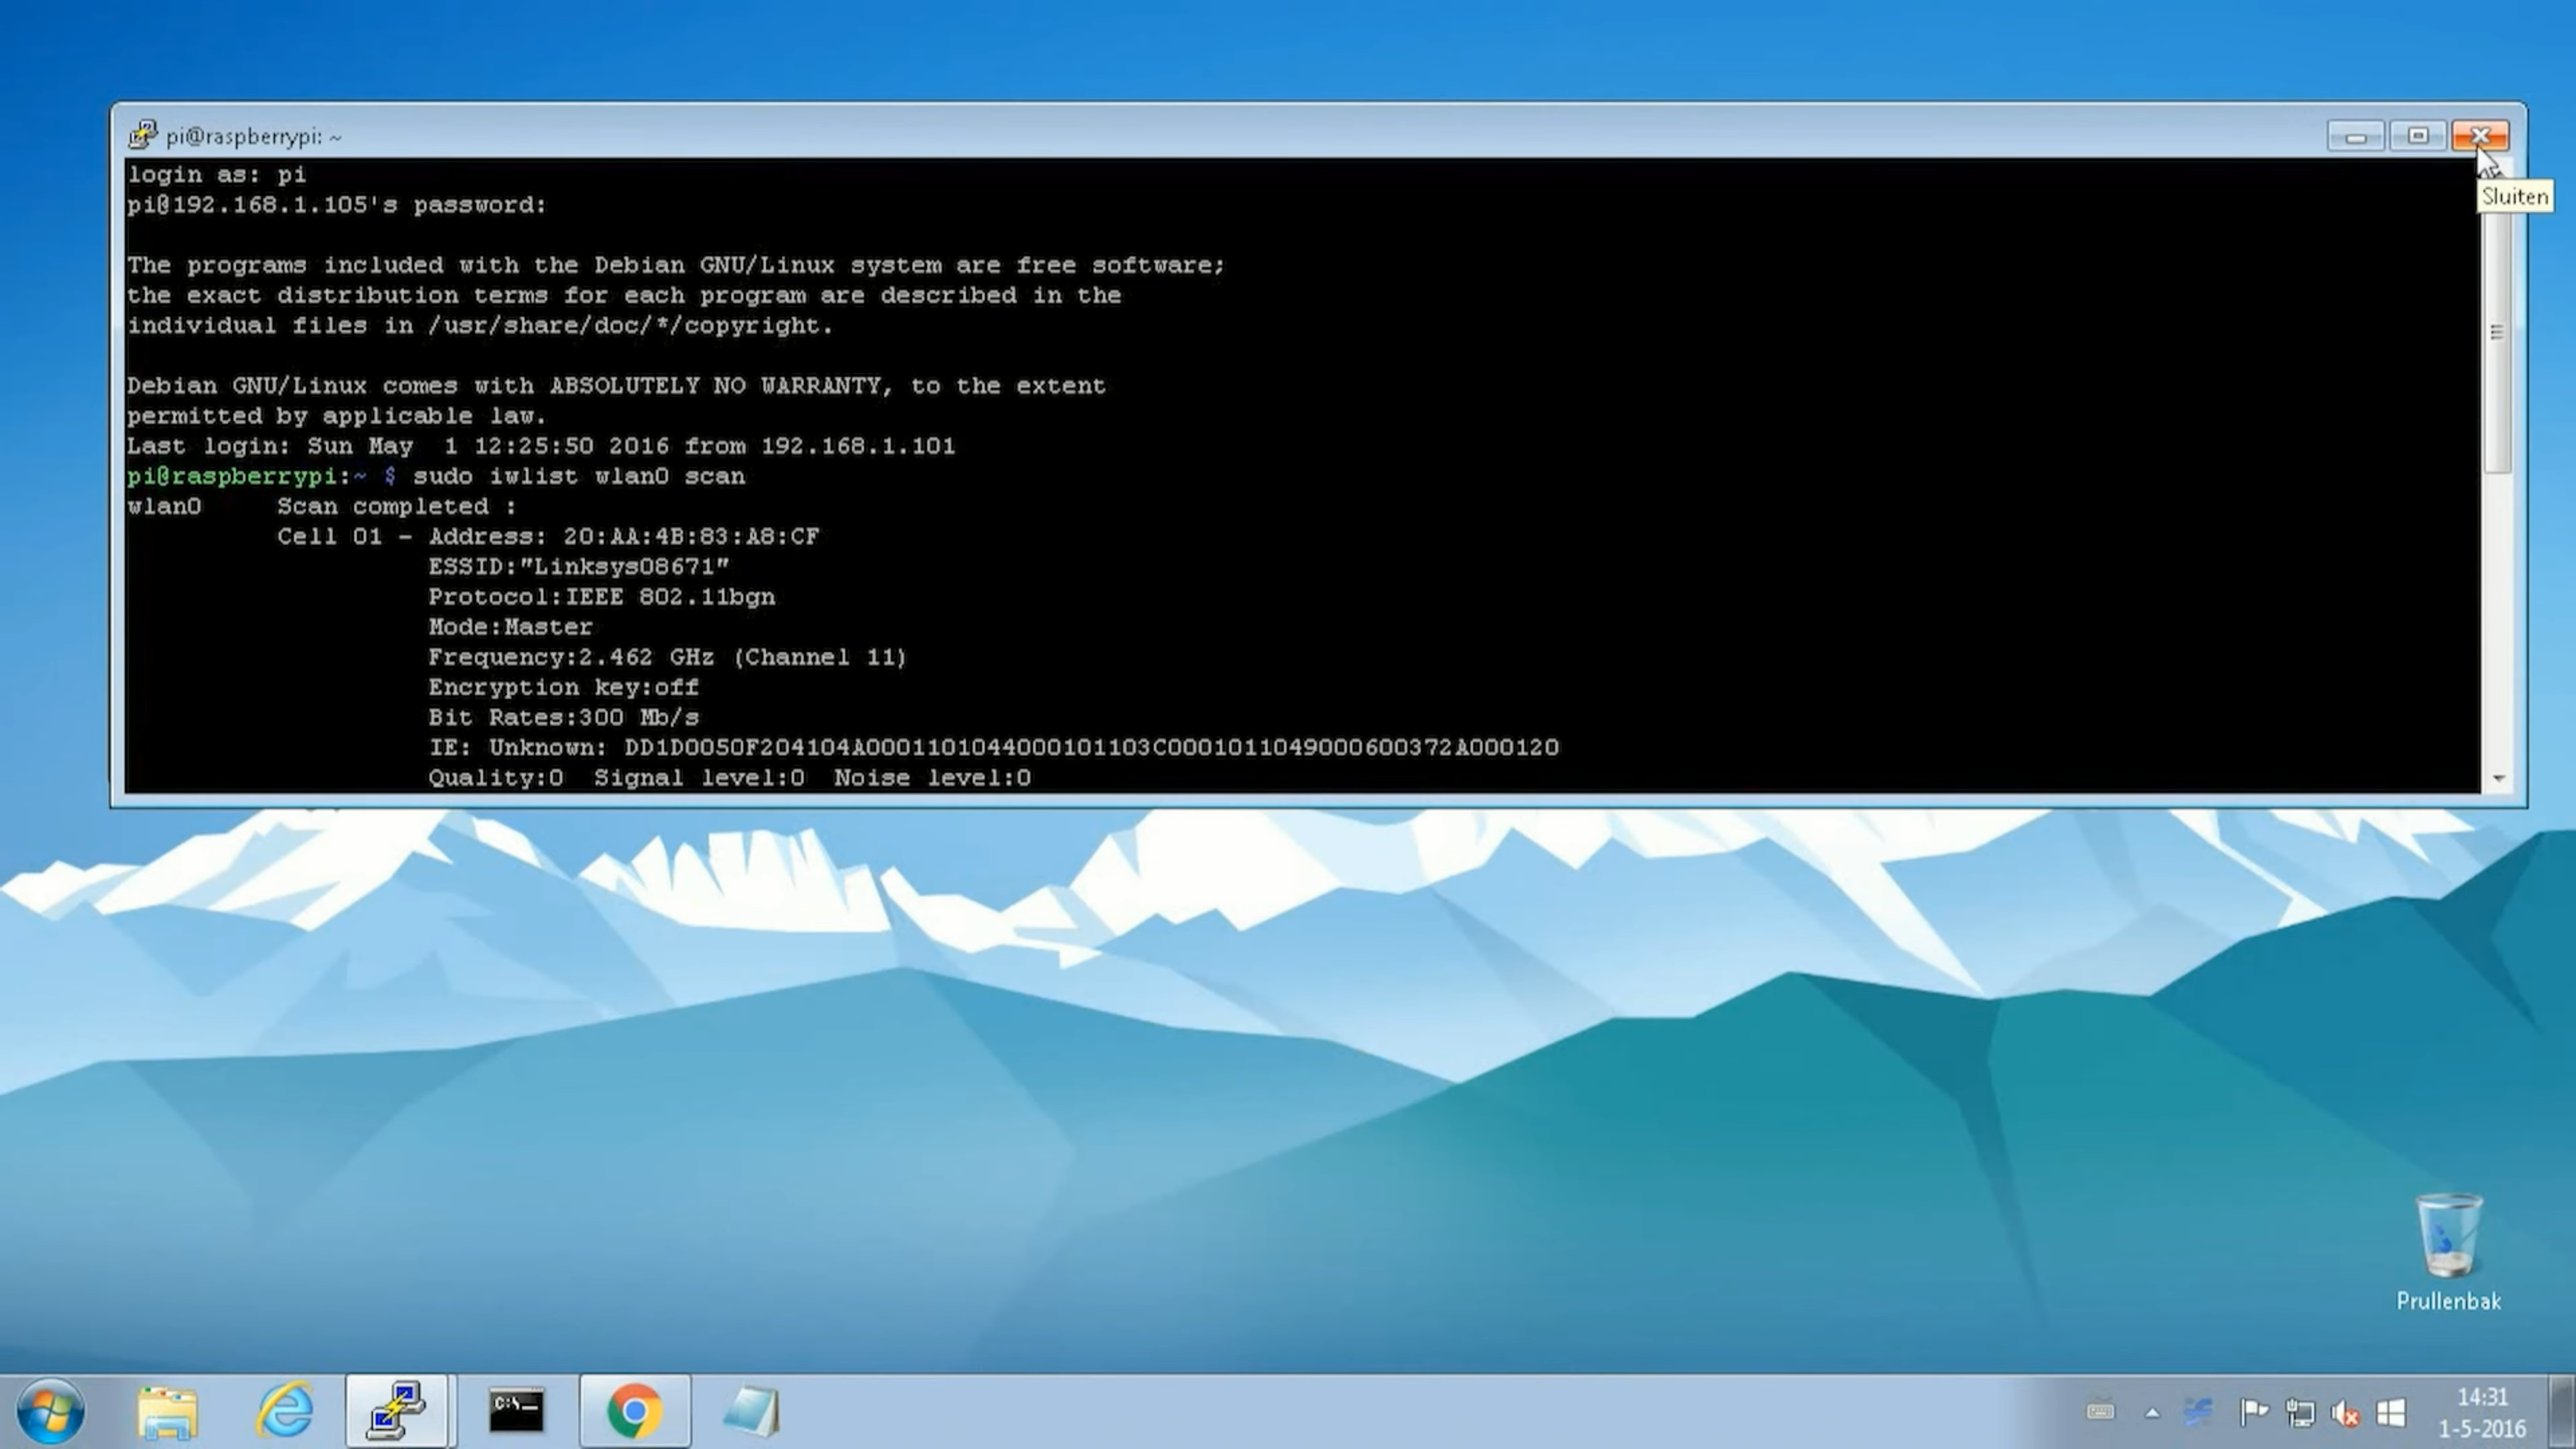 pi@raspberrypi: ~
login as: pi
pi@192.168.1.105's password:
Sluiten
The programs included with the Debian GNU/Linux system are free software;
the exact distribution terms for each program are described in the
individual files in /usr/share/doc/*/copyright.
Debian GNU/Linux comes with ABSOLUTELY NO WARRANTY, to the extent
permitted by applicable law.
Last login: Sun May  1 12:25:50 2016 from 192.168.1.101
pi@raspberrypi:~ $ sudo iwlist wlan0 scan
wlan0     Scan completed :
Cell 01 - Address: 20:AA:4B:83:A8:CF
ESSID:"Linksys08671"
Protocol:IEEE 802.11bgn
Mode:Master
Frequency:2.462 GHz (Channel 11)
Encryption key:off
Bit Rates:300 Mb/s
IE: Unknown: DD1D0050F204104A0001101044000101103C0001011049000600372A000120
Quality:0  Signal level:0  Noise level:0
Prullenbak
C:\_
14:31
1-5-2016